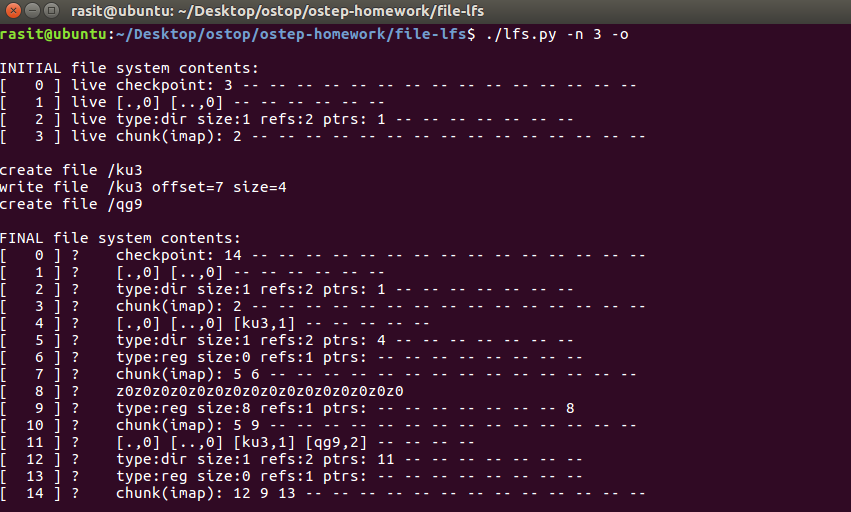 rasit@ubuntu: ~/Desktop/ostop/ostep-homework/file-lfs
rasit@ubuntu:~/Desktop/ostop/ostep-homework/file-lfs$ ./lfs.py -n 3 -o
INITIAL file system contents:
[   0 ] live checkpoint: 3 -- -- -- -- -- -- -- -- -- -- -- -- -- -- --
[   1 ] live [.,0] [..,0] -- -- -- -- -- --
[   2 ] live type:dir size:1 refs:2 ptrs: 1 -- -- -- -- -- -- --
[   3 ] live chunk(imap): 2 -- -- -- -- -- -- -- -- -- -- -- -- -- -- --
create file /ku3
write file  /ku3 offset=7 size=4
create file /qg9
FINAL file system contents:
[   0 ] ?    checkpoint: 14 -- -- -- -- -- -- -- -- -- -- -- -- -- -- --
[   1 ] ?    [.,0] [..,0] -- -- -- -- -- --
[   2 ] ?    type:dir size:1 refs:2 ptrs: 1 -- -- -- -- -- -- --
[   3 ] ?    chunk(imap): 2 -- -- -- -- -- -- -- -- -- -- -- -- -- -- --
[   4 ] ?    [.,0] [..,0] [ku3,1] -- -- -- -- --
[   5 ] ?    type:dir size:1 refs:2 ptrs: 4 -- -- -- -- -- -- --
[   6 ] ?    type:reg size:0 refs:1 ptrs: -- -- -- -- -- -- -- --
[   7 ] ?    chunk(imap): 5 6 -- -- -- -- -- -- -- -- -- -- -- -- -- --
[   8 ] ?    z0z0z0z0z0z0z0z0z0z0z0z0z0z0z0z0
[   9 ] ?    type:reg size:8 refs:1 ptrs: -- -- -- -- -- -- -- 8
[  10 ] ?    chunk(imap): 5 9 -- -- -- -- -- -- -- -- -- -- -- -- -- --
[  11 ] ?    [.,0] [..,0] [ku3,1] [qg9,2] -- -- -- --
[  12 ] ?    type:dir size:1 refs:2 ptrs: 11 -- -- -- -- -- -- --
[  13 ] ?    type:reg size:0 refs:1 ptrs: -- -- -- -- -- -- -- --
[  14 ] ?    chunk(imap): 12 9 13 -- -- -- -- -- -- -- -- -- -- -- -- --